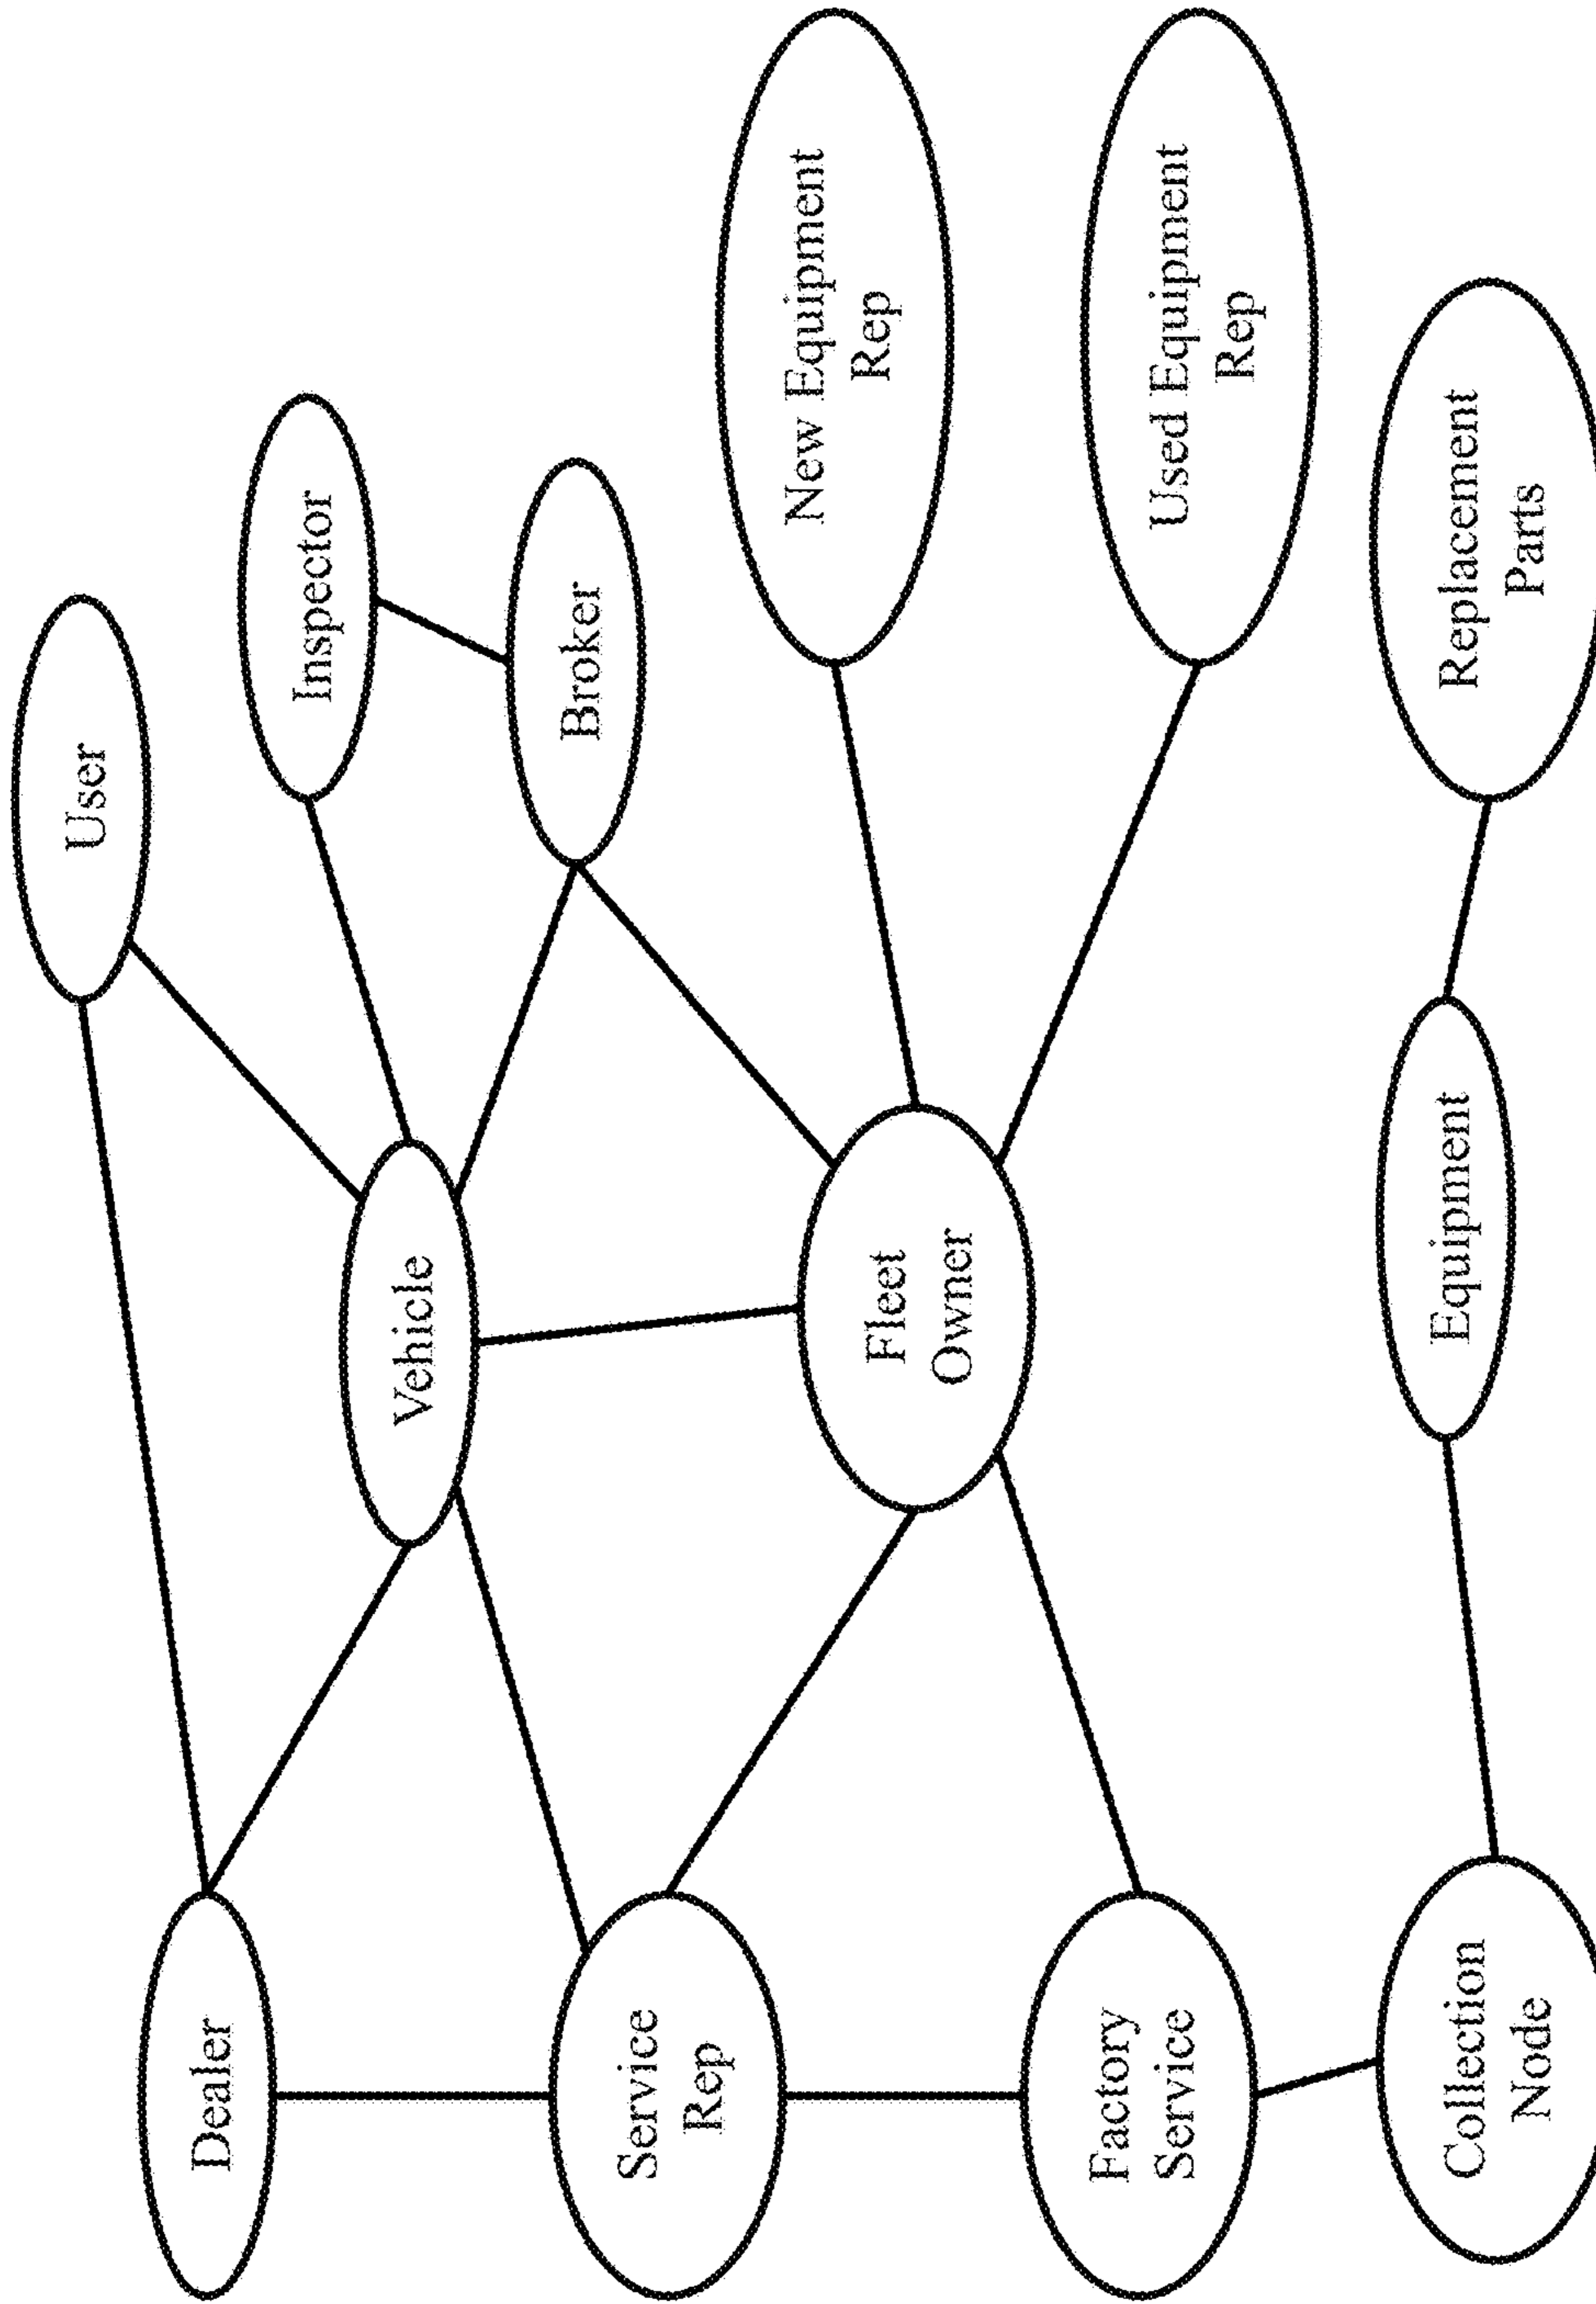 User
Dealer
Inspector
Vehicle
Broker
Service
Rep
New Equipment
Rep
Fleet
Owner
Factory
Service
Used Equipment
Rep
Equipment
Replacement
Parts
Collection
Node